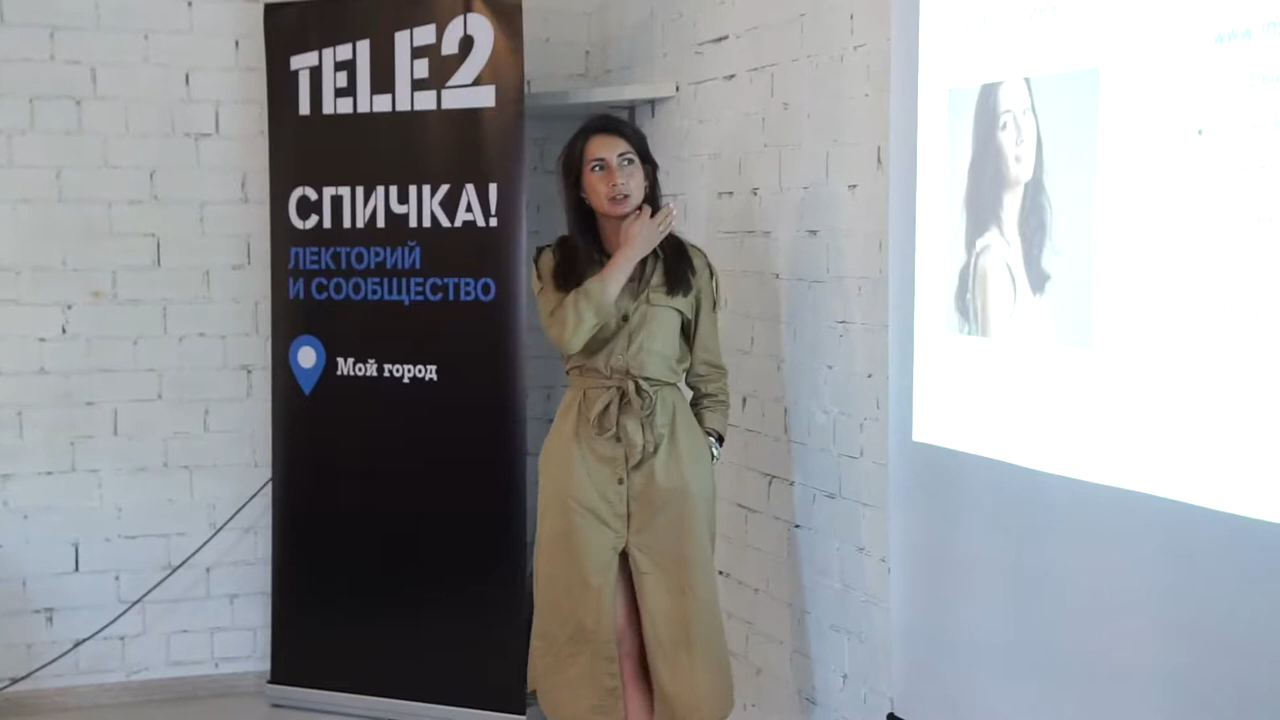 TELE2
СПИЧКА!
ЛЕКТОРИЙ
И СООБЩЕСТВО
Мой город